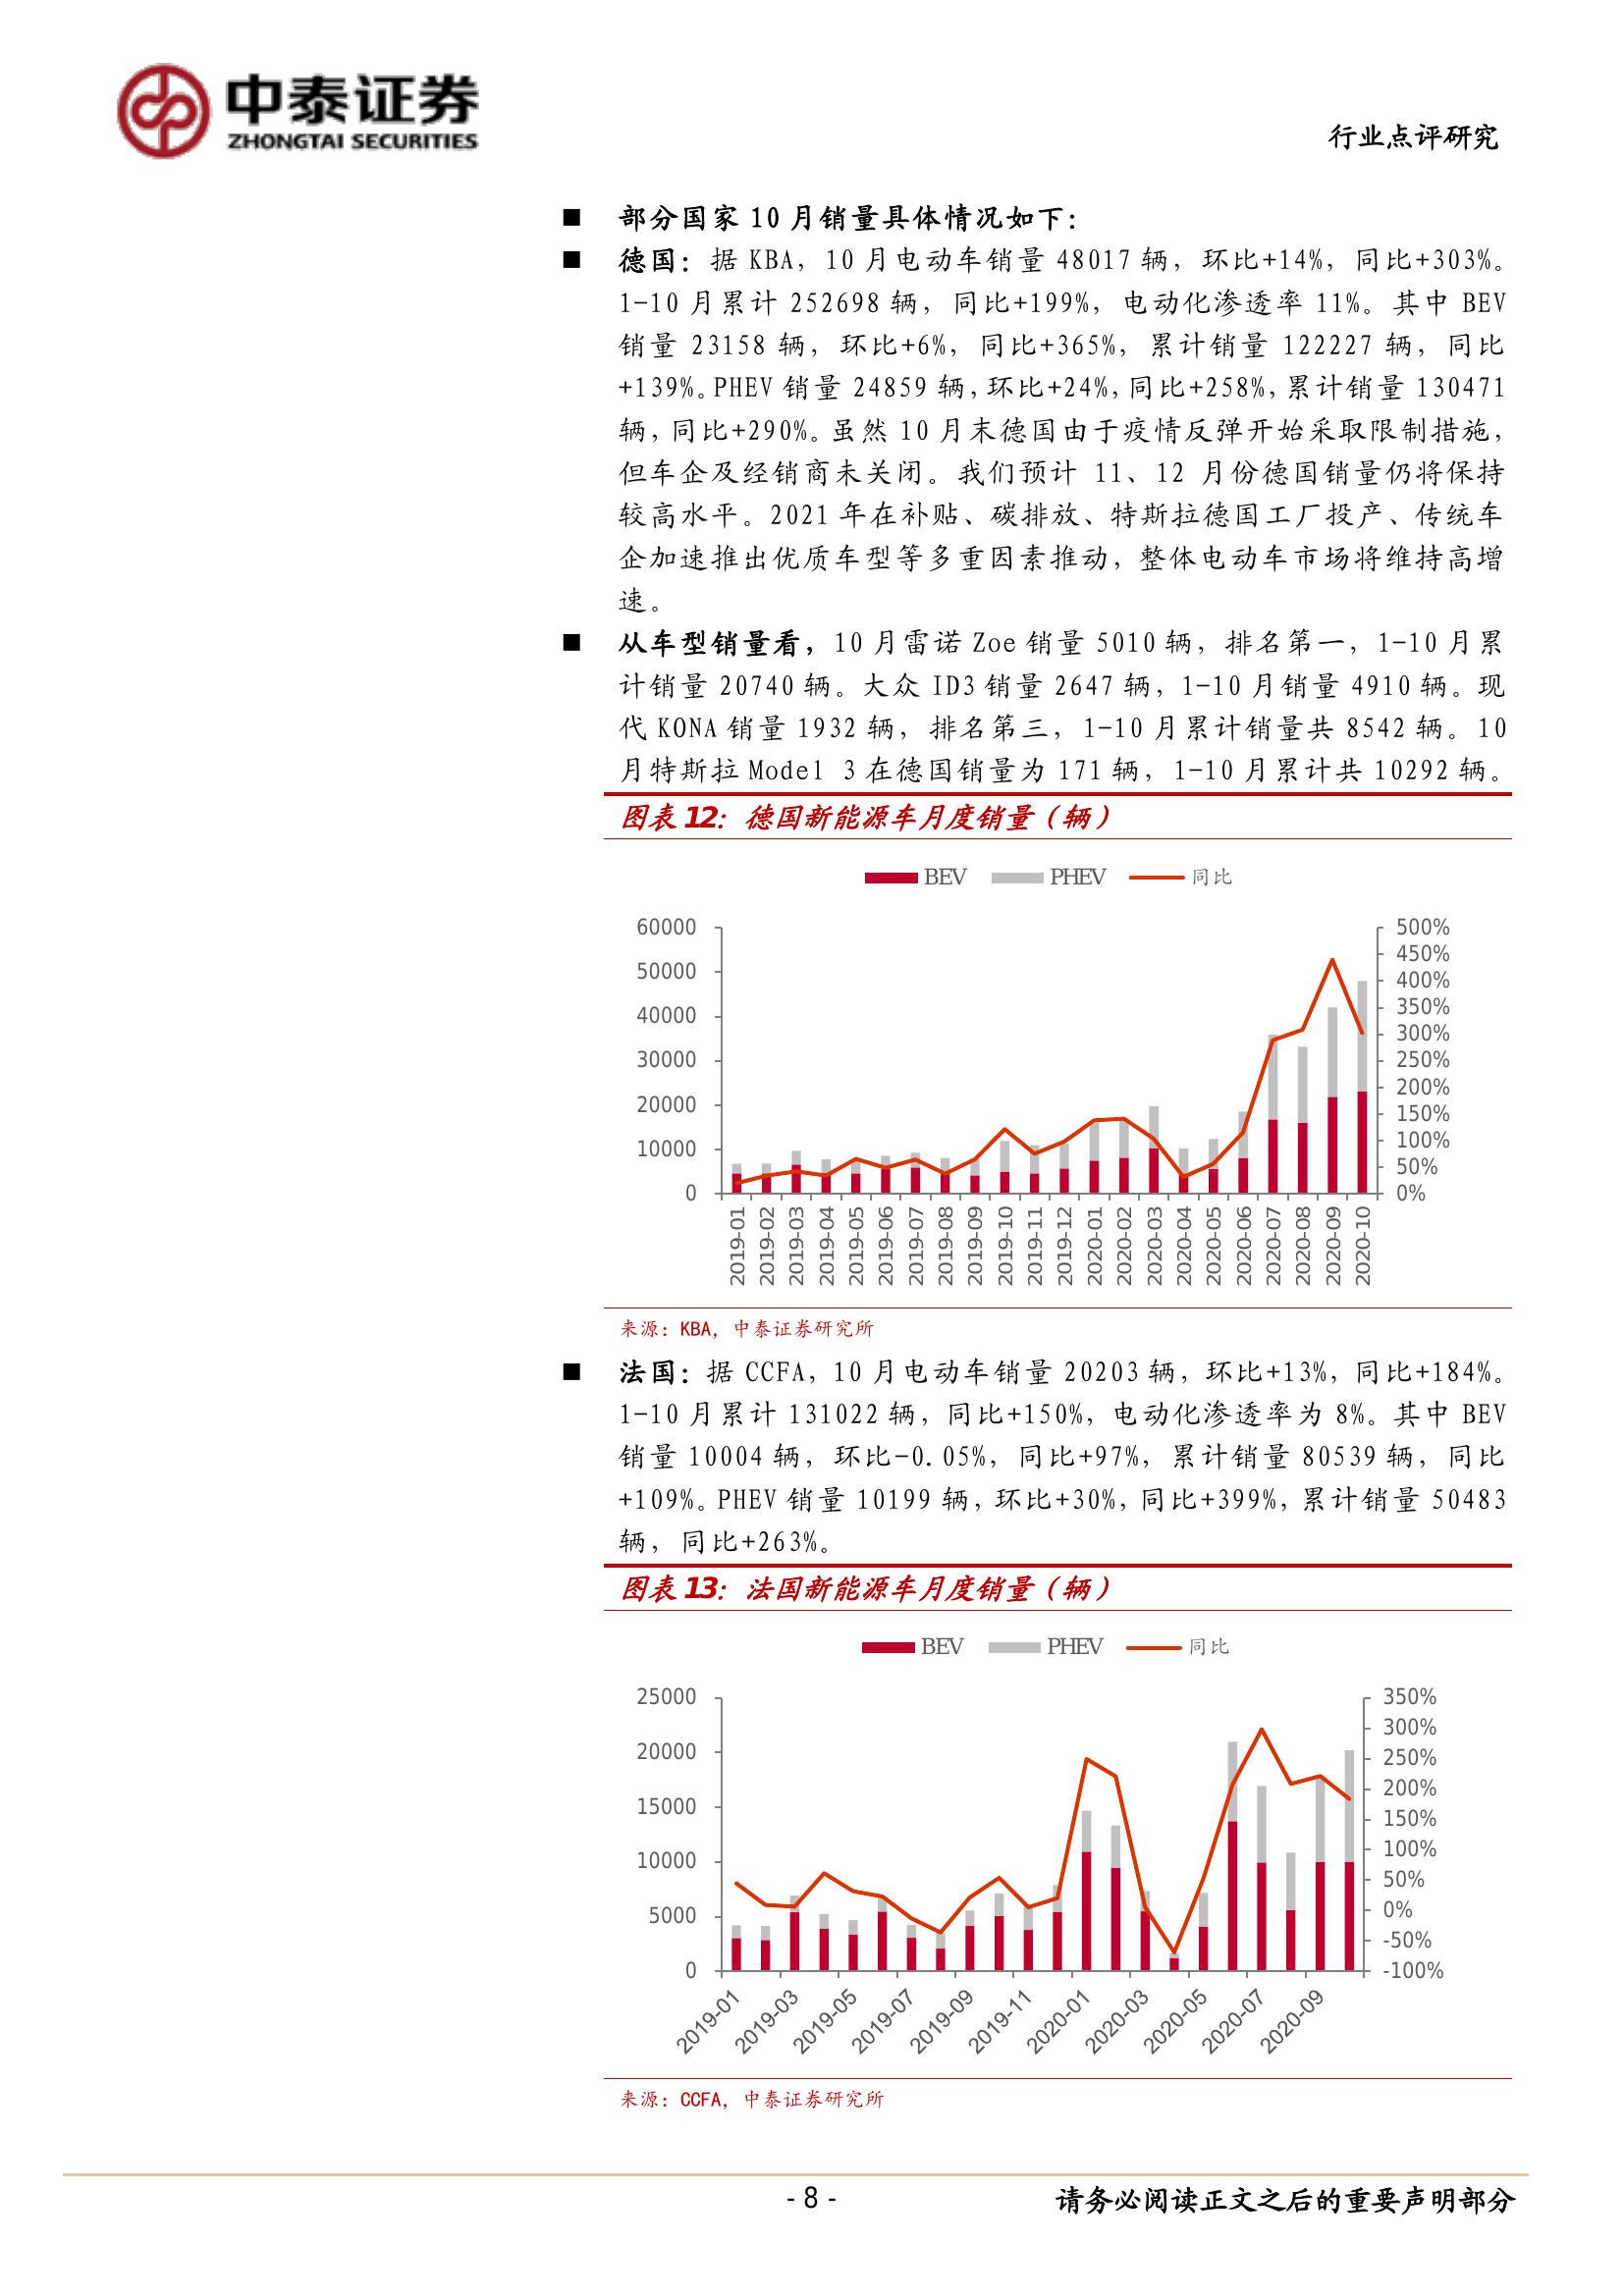 中泰证券
ZHONGTAI SECURITIES
行业点评研究
■ 部分国家 10 月销量具体情况如下：
■ 德国：据 KBA，10 月电动车销量 48017 辆，环比+14%，同比+303%。
1-10 月累计 252698 辆，同比+199%，电动化渗透率 11%。其中 BEV
销量 23158 辆，环比+6%，同比+365%，累计销量 122227 辆，同比
+139%。PHEV 销量 24859 辆，环比+24%，同比+258%，累计销量 130471
辆，同比+290%。虽然 10 月末德国由于疫情反弹开始采取限制措施，
但车企及经销商未关闭。我们预计 11、12 月份德国销量仍将保持
较高水平。2021 年在补贴、碳排放、特斯拉德国工厂投产、传统车
企加速推出优质车型等多重因素推动，整体电动车市场将维持高增
速。
■ 从车型销量看，10 月雷诺 Zoe 销量 5010 辆，排名第一，1-10 月累
计销量 20740 辆。大众 ID3 销量 2647 辆，1-10 月销量 4910 辆。现
代 KONA 销量 1932 辆，排名第三，1-10 月累计销量共 8542 辆。10
月特斯拉 Model 3 在德国销量为 171 辆，1-10 月累计共 10292 辆。
图表 12：德国新能源车月度销量（辆）
BEV PHEV 同比
60000 500%
450%
50000
400%
40000 350%
300%
30000 250%
200%
20000
150%
10000 100%
50%
0 0%
2019-01 2019-02 2019-03 2019-04 2019-05 2019-06 2019-07 2019-08 2019-09 2019-10 2019-11 2019-12 2020-01 2020-02 2020-03 2020-04 2020-05 2020-06 2020-07 2020-08 2020-09 2020-10
来源：KBA，中泰证券研究所
■ 法国：据 CCFA，10 月电动车销量 20203 辆，环比+13%，同比+184%。
1-10 月累计 131022 辆，同比+150%，电动化渗透率为 8%。其中 BEV
销量 10004 辆，环比-0.05%，同比+97%，累计销量 80539 辆，同比
+109%。PHEV 销量 10199 辆，环比+30%，同比+399%，累计销量 50483
辆，同比+263%。
图表 13：法国新能源车月度销量（辆）
BEV PHEV 同比
25000 350%
300%
20000 250%
200%
15000 150%
10000 100%
50%
5000 0%
-50%
0 -100%
2019-01 2019-03 2019-05 2019-07 2019-09 2019-11 2020-01 2020-03 2020-05 2020-07 2020-09
来源：CCFA，中泰证券研究所
- 8 - 请务必阅读正文之后的重要声明部分